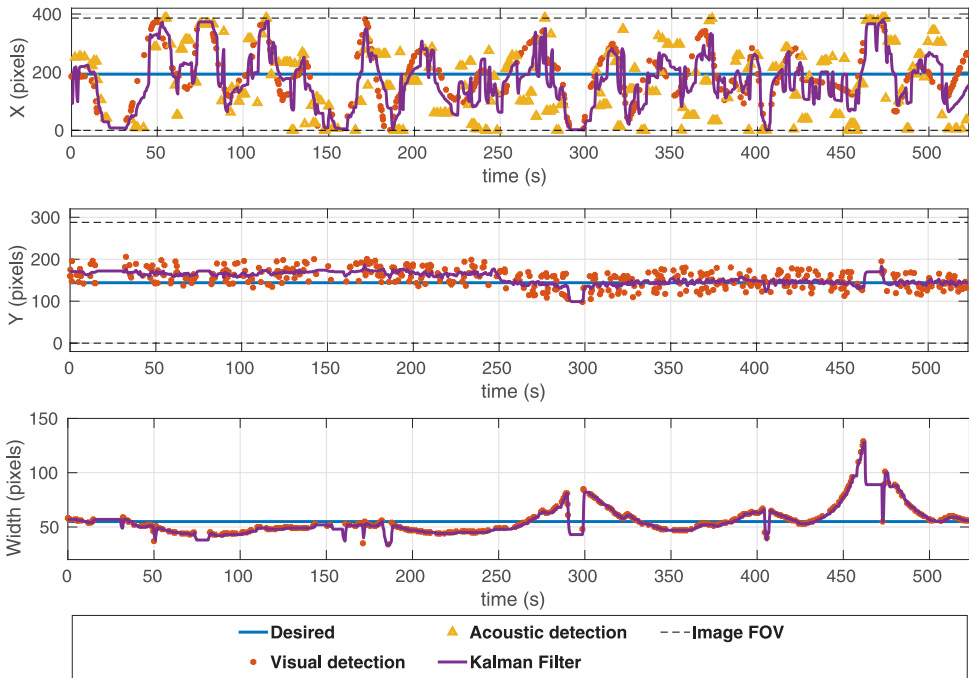 400
200
0
X (pixels)
0 50 100 150 200 250 300 350 400 450 500
time (s)
300
200
100
0
Y (pixels)
0 50 100 150 200 250 300 350 400 450 500
time (s)
150
100
50
Width (pixels)
0 50 100 150 200 250 300 350 400 450 500
time (s)
Desired Acoustic detection Image FOV
Visual detection Kalman Filter